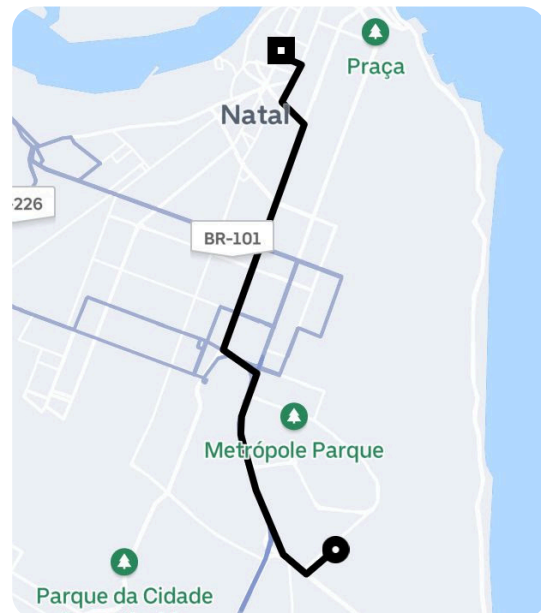 Praça
Natal
-226
BR-101
Metrópole Parque
Parque da Cidade